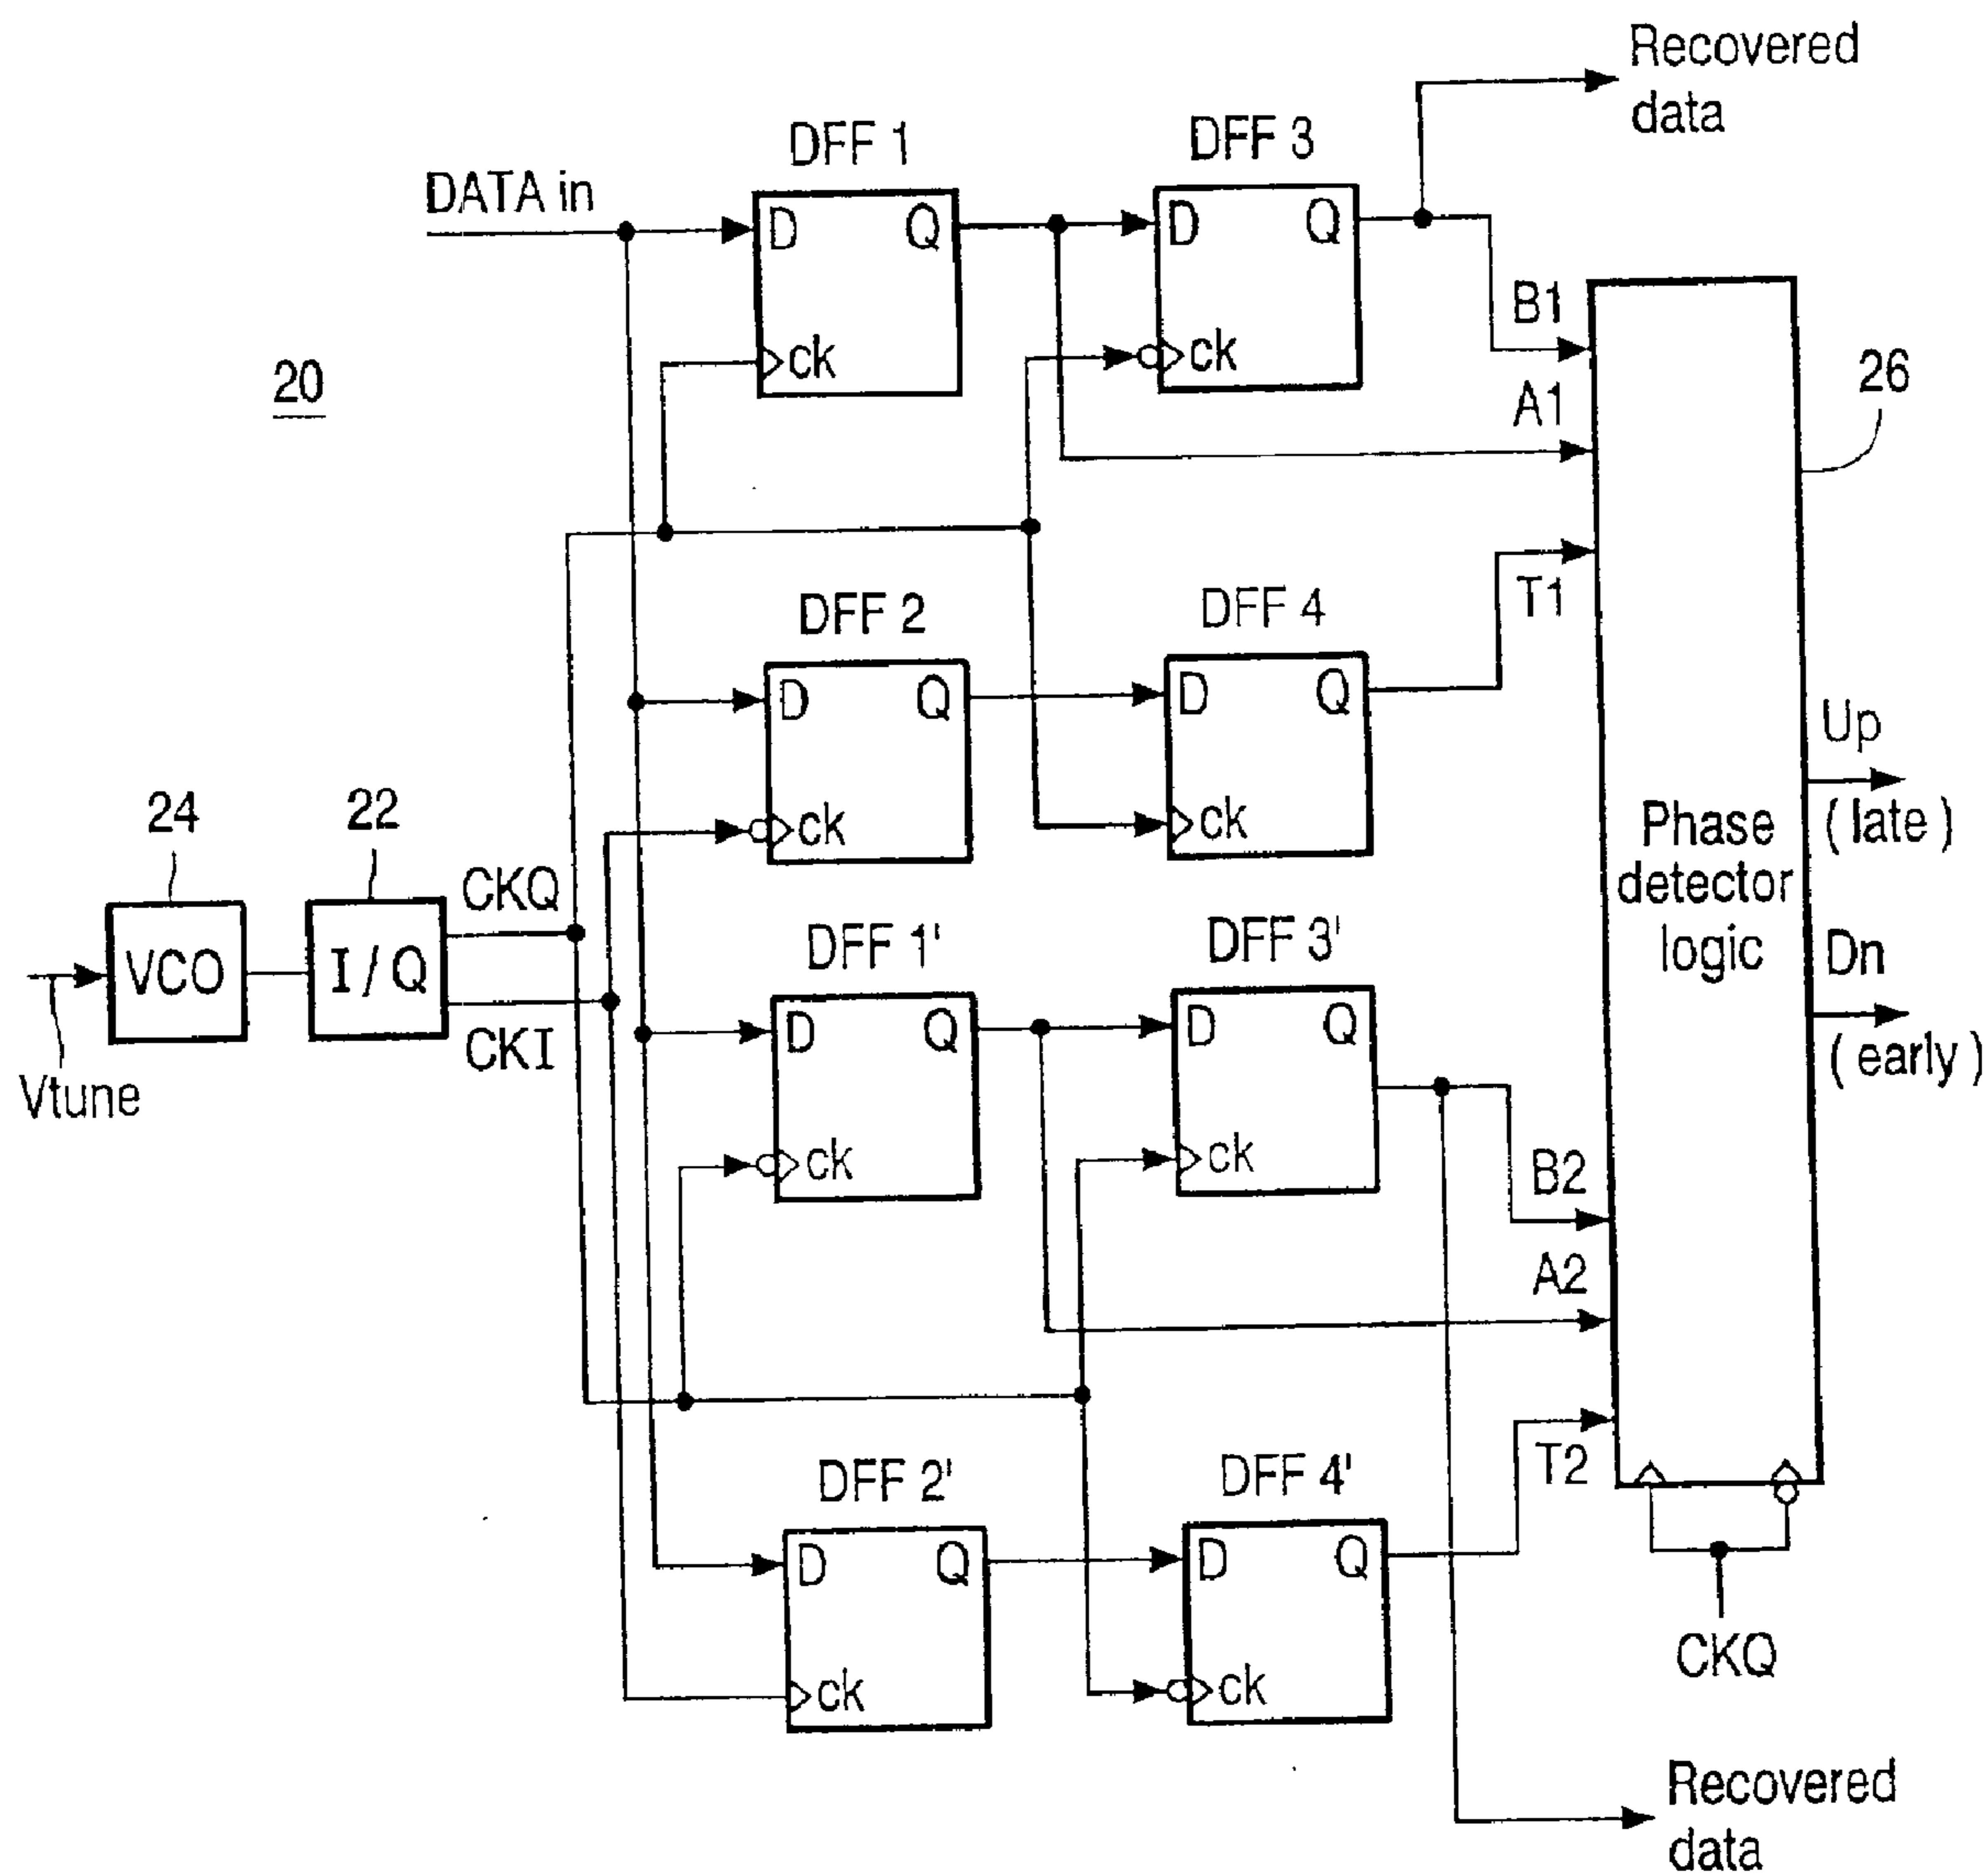 Recovered
data
DFF 1
DFF 3
DATA in
D
Q
D
Q
B1
ck
ck
20
A1
26
T1
DFF 2
DFF 4
D
Q
D
Q
Up
( late )
24
22
ck
ck
Phase
detector
logic
CKQ
DFF 1'
DFF 3'
Dn
( early )
VCO
I/Q
CKI
Vtune
D
Q
D
Q
ck
ck
B2
A2
T2
DFF 2'
DFF 4'
D
Q
D
Q
ck
ck
CKQ
Recovered
data